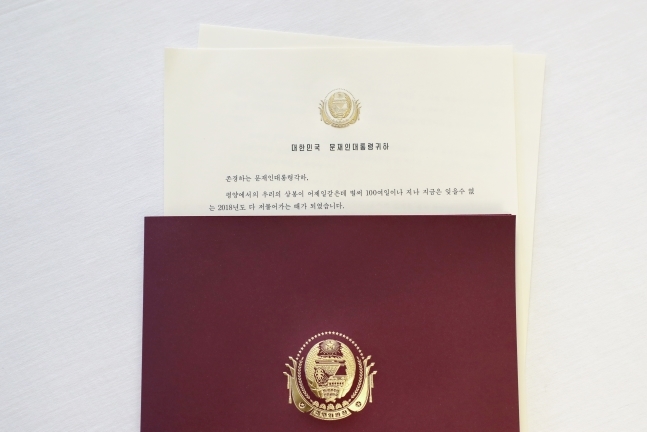 대한민국 문재인대통령귀하
존경하는 문재인대통령각하,
평양에서의 우리의 상봉이 어제일같은데 벌써 100여일이나 지나 지금은 잊을수 없
는 2018년도 다 저물어가는 때가 되였습니다.